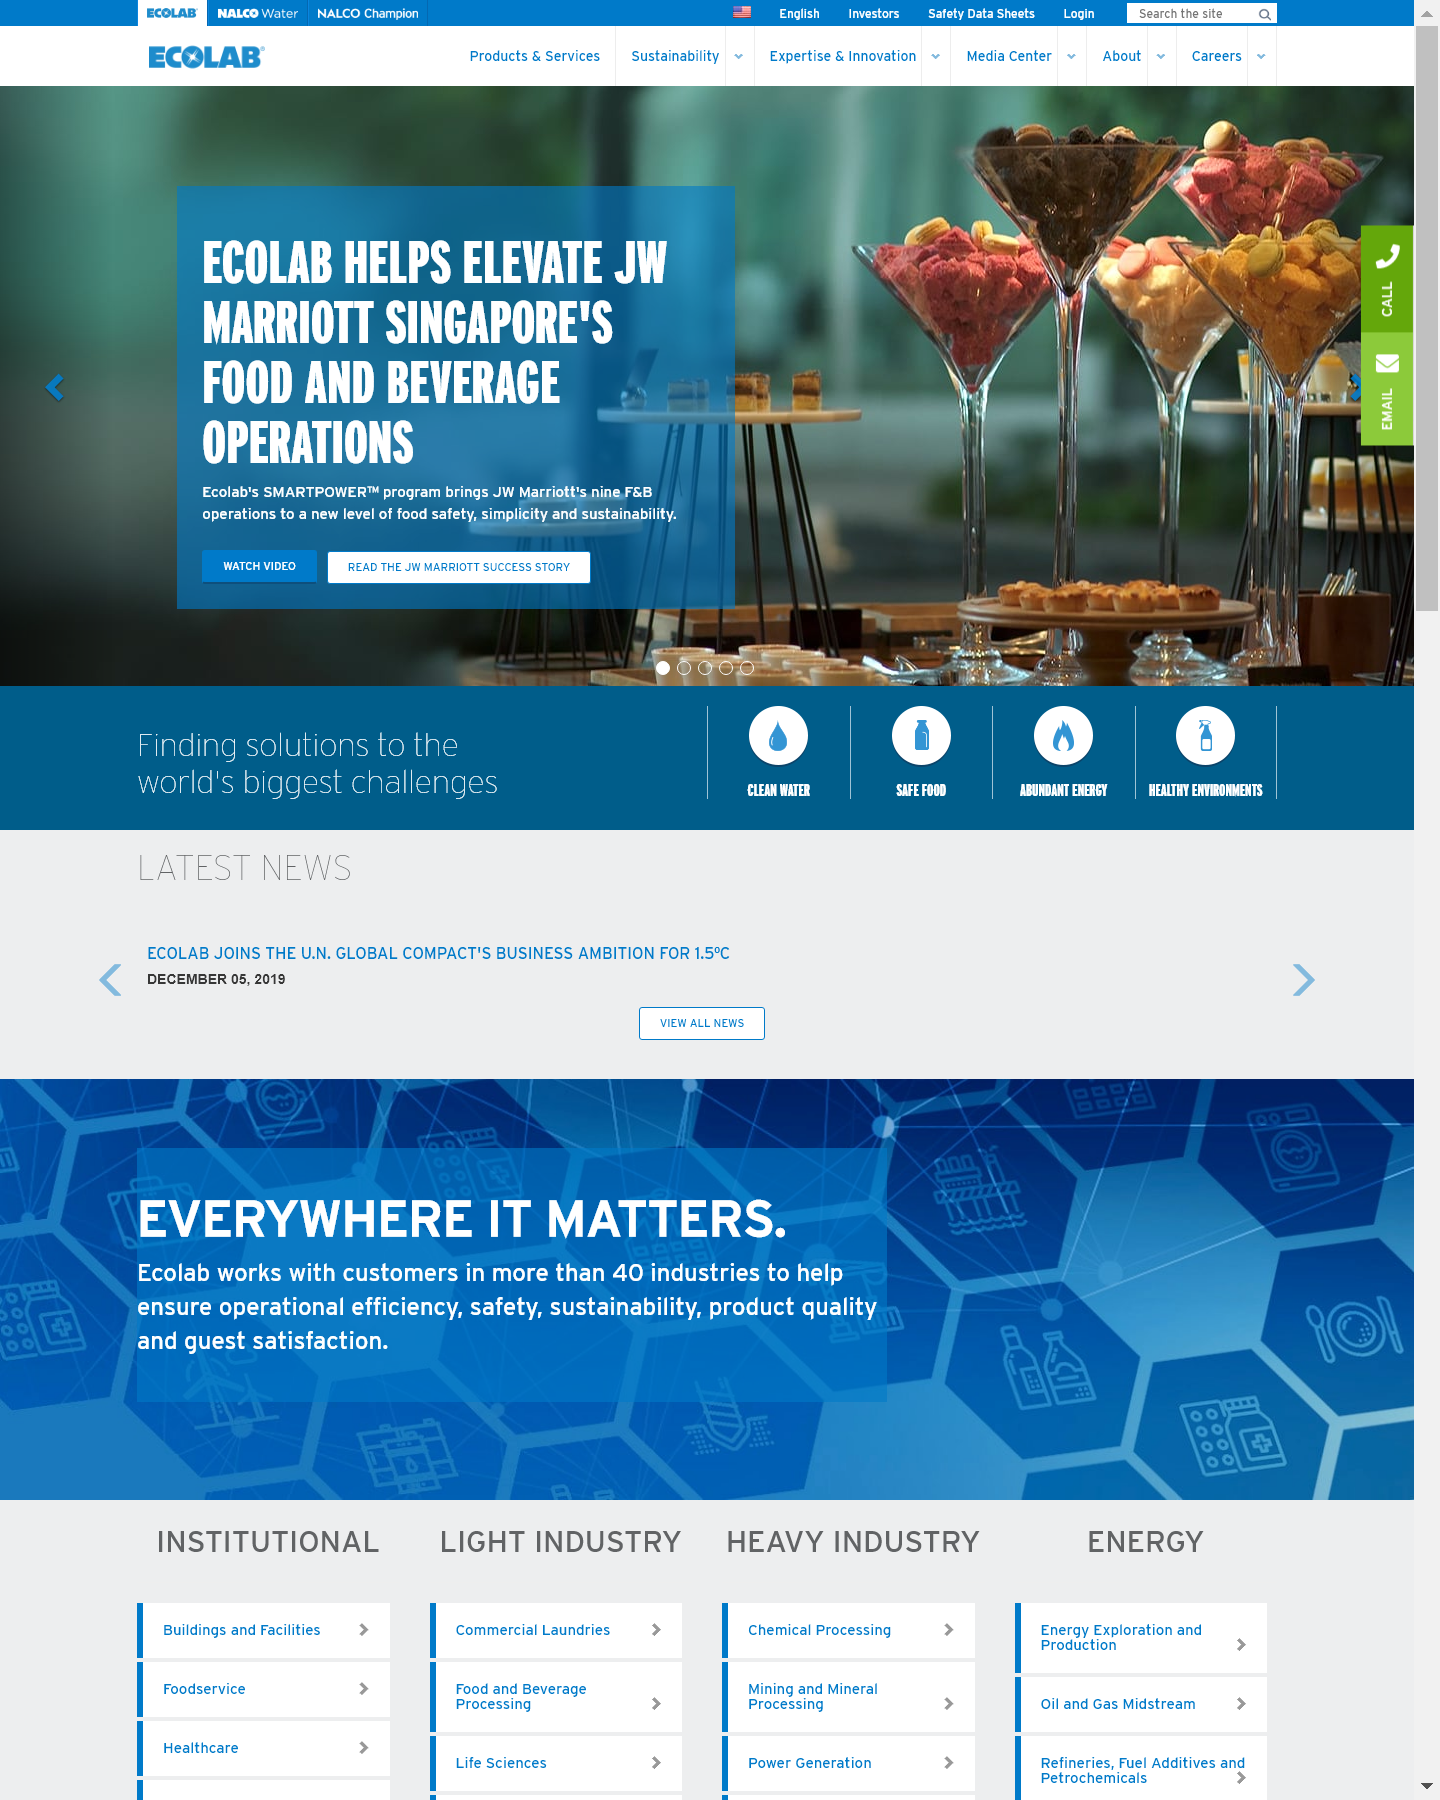 ECOLAB NALCO Water NALCO Champion English Investors Safety Data Sheets Login Search the site
ECOLAB Products & Services Sustainability Expertise & Innovation Media Center About Careers
ECOLAB HELPS ELEVATE JW
MARRIOTT SINGAPORE'S
FOOD AND BEVERAGE
OPERATIONS
Ecolab's SMARTPOWER™ program brings JW Marriott's nine F&B
operations to a new level of food safety, simplicity and sustainability.
WATCH VIDEO READ THE JW MARRIOTT SUCCESS STORY
CALL
EMAIL
Finding solutions to the
world's biggest challenges
CLEAN WATER SAFE FOOD ABUNDANT ENERGY HEALTHY ENVIRONMENTS
LATEST NEWS
ECOLAB JOINS THE U.N. GLOBAL COMPACT'S BUSINESS AMBITION FOR 1.5ºC
DECEMBER 05, 2019
VIEW ALL NEWS
EVERYWHERE IT MATTERS.
Ecolab works with customers in more than 40 industries to help
ensure operational efficiency, safety, sustainability, product quality
and guest satisfaction.
INSTITUTIONAL
Buildings and Facilities
Foodservice
Healthcare
LIGHT INDUSTRY
Commercial Laundries
Food and Beverage
Processing
Life Sciences
HEAVY INDUSTRY
Chemical Processing
Mining and Mineral
Processing
Power Generation
ENERGY
Energy Exploration and
Production
Oil and Gas Midstream
Refineries, Fuel Additives and
Petrochemicals